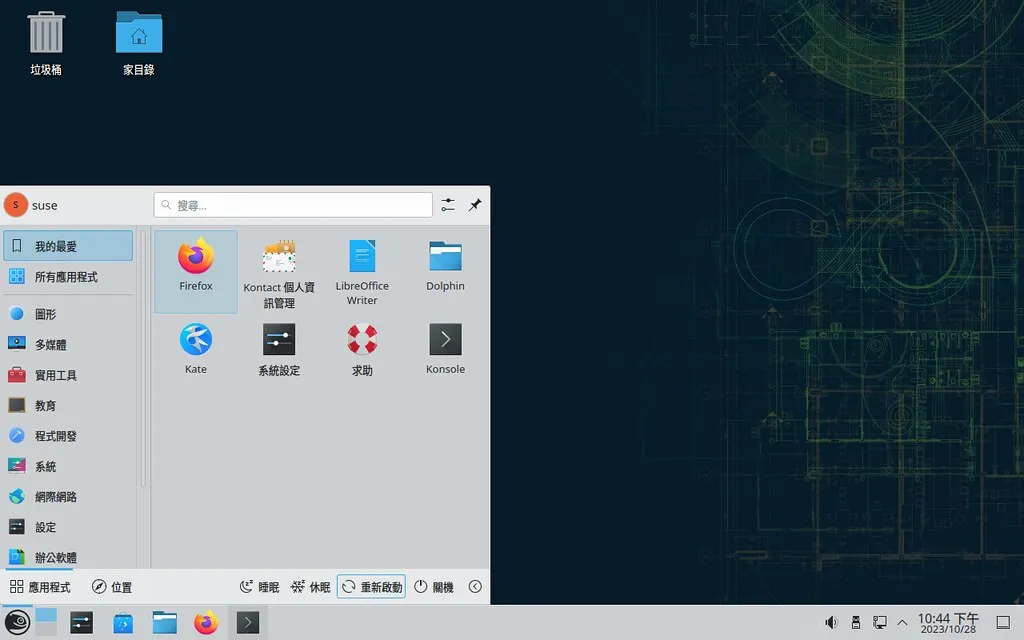 垃圾桶
家目錄
S
suse
搜尋...
我的最愛
所有應用程式
圖形
多媒體
實用工具
教育
程式開發
系統
網際網路
設定
辦公軟體
Firefox
Kontact 個人資
訊管理
LibreOffice
Writer
Dolphin
Kate
系統設定
求助
Konsole
應用程式
位置
睡眠
休眠
重新啟動
關機
10:44 下午
2023/10/28